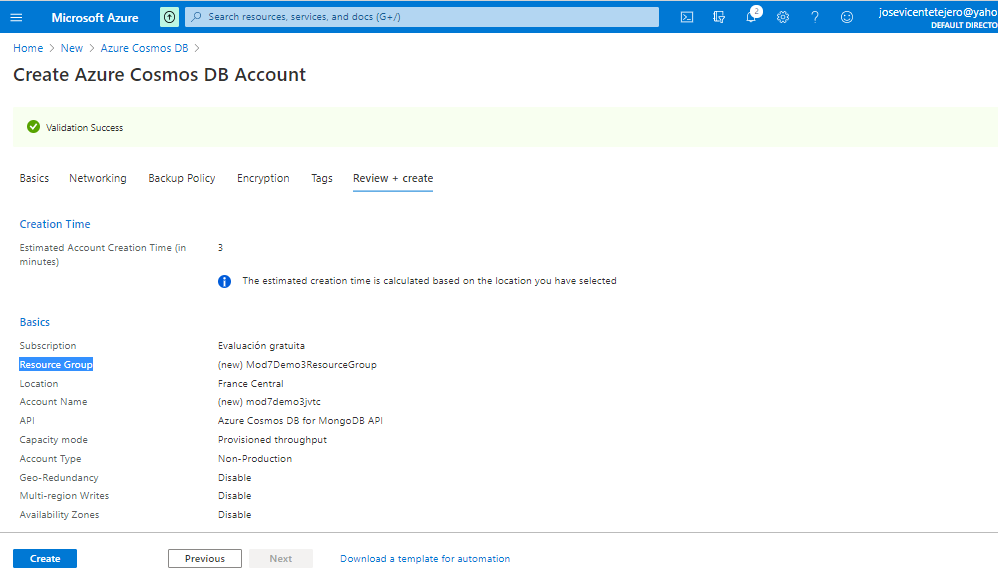 Microsoft Azure
Search resources, services, and docs (G+/)
2
josevicentetejero@yaho
DEFAULT DIRECTO
Home > New > Azure Cosmos DB >
Create Azure Cosmos DB Account
Validation Success
Basics Networking Backup Policy Encryption Tags Review + create
Creation Time
Estimated Account Creation Time (in
minutes)
3
The estimated creation time is calculated based on the location you have selected
Basics
Subscription Evaluación gratuita
Resource Group (new) Mod7Demo3ResourceGroup
Location France Central
Account Name (new) mod7demo3jvtc
API Azure Cosmos DB for MongoDB API
Capacity mode Provisioned throughput
Account Type Non-Production
Geo-Redundancy Disable
Multi-region Writes Disable
Availability Zones Disable
Create Previous Next Download a template for automation